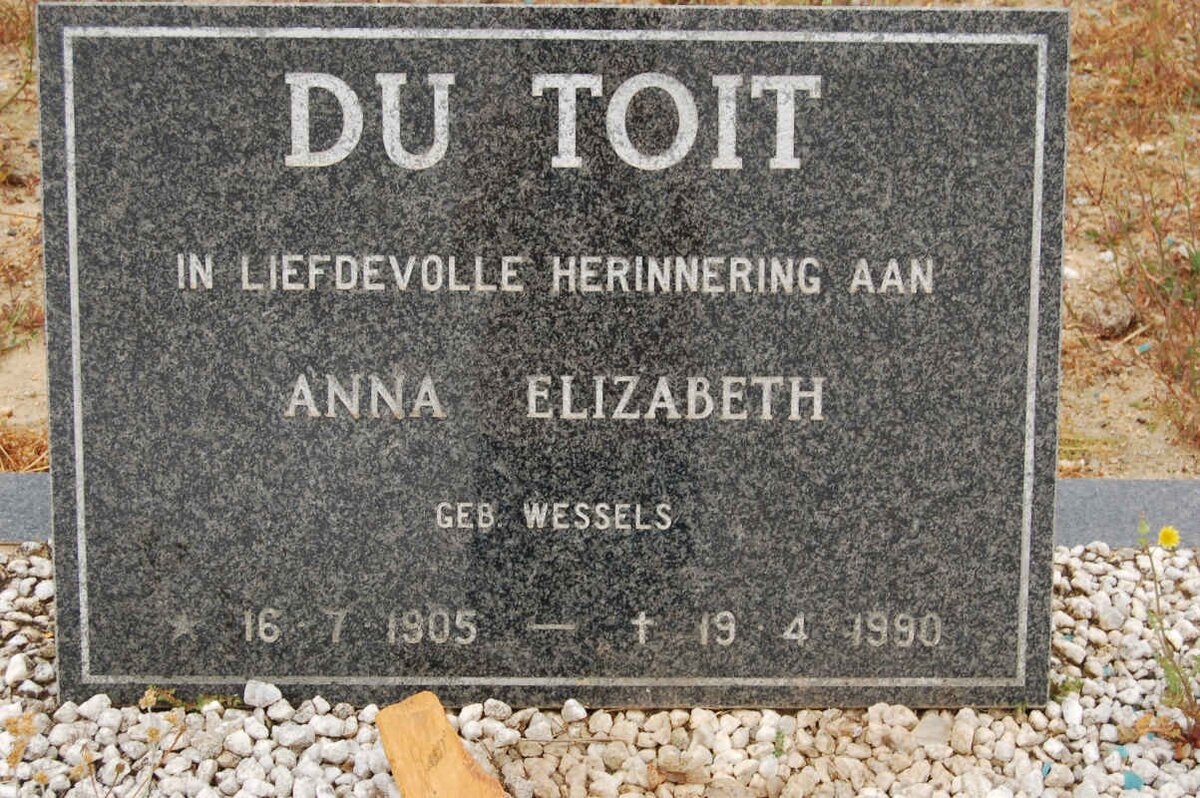 DU TOIT
IN LIEFDEVOLLE HERINNERING AAN
ANNA ELIZABETH
GEB. WESSELS
* 16 - 7 - 1905 — † 19 - 4 - 1990